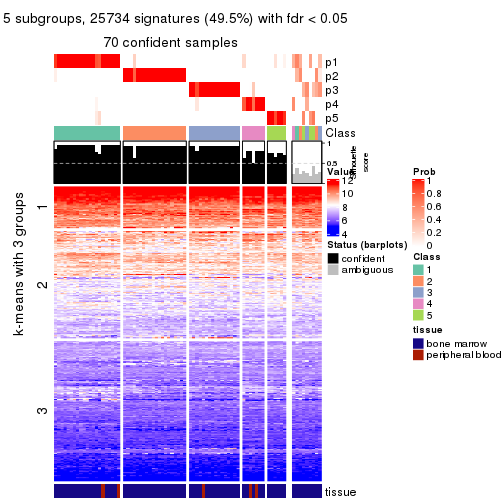 5 subgroups, 25734 signatures (49.5%) with fdr < 0.05
70 confident samples
p1
p2
p3
p4
p5
Class
1
0.5
silhouette
score
k-means with 3 groups
1
2
3
tissue
Value
12
10
8
6
4
Status (barplots)
confident
ambiguous
Prob
1
0.8
0.6
0.4
0.2
0
Class
1
2
3
4
5
tissue
bone marrow
peripheral blood